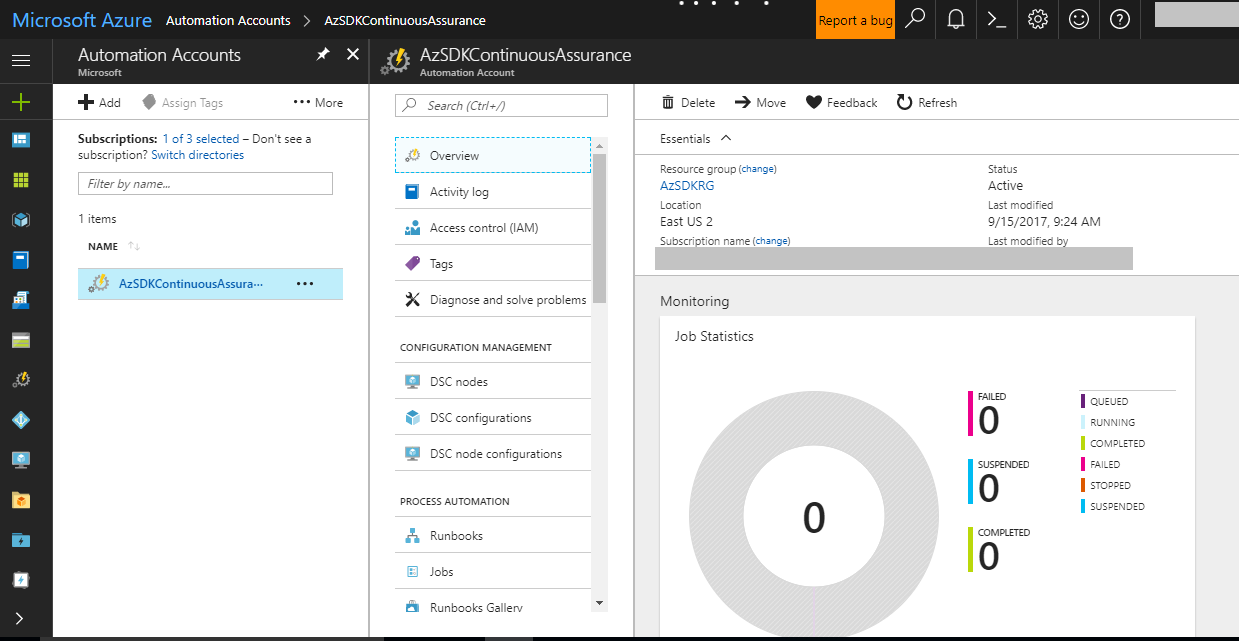 Microsoft Azure Automation Accounts > AzSDKContinuousAssurance
Report a bug
Automation Accounts
Microsoft
Add Assign Tags ••• More
Subscriptions: 1 of 3 selected – Don't see a
subscription? Switch directories
Filter by name...
1 items
NAME
AzSDKContinuousAssura···
AzSDKContinuousAssurance
Automation Account
Search (Ctrl+/)
Overview
Activity log
Access control (IAM)
Tags
Diagnose and solve problems
CONFIGURATION MANAGEMENT
DSC nodes
DSC configurations
DSC node configurations
PROCESS AUTOMATION
Runbooks
Jobs
Runbooks Gallery
Delete Move Feedback Refresh
Essentials
Resource group (change)
AzSDKRG
Location
East US 2
Subscription name (change)
Status
Active
Last modified
9/15/2017, 9:24 AM
Last modified by
Monitoring
Job Statistics
0
FAILED
0
SUSPENDED
0
COMPLETED
0
QUEUED
RUNNING
COMPLETED
FAILED
STOPPED
SUSPENDED